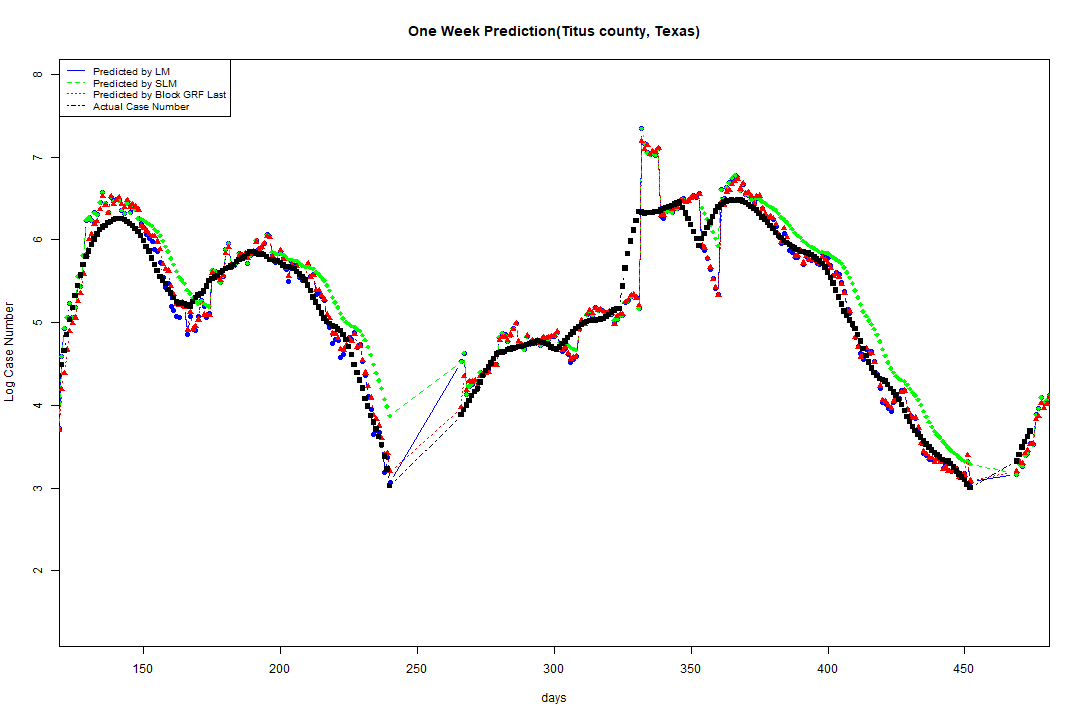 One Week Prediction(Titus county, Texas)
Predicted by LM
Predicted by SLM
Predicted by Block GRF Last
Actual Case Number
Log Case Number
8
7
6
5
4
3
2
150 200 250 300 350 400 450
days